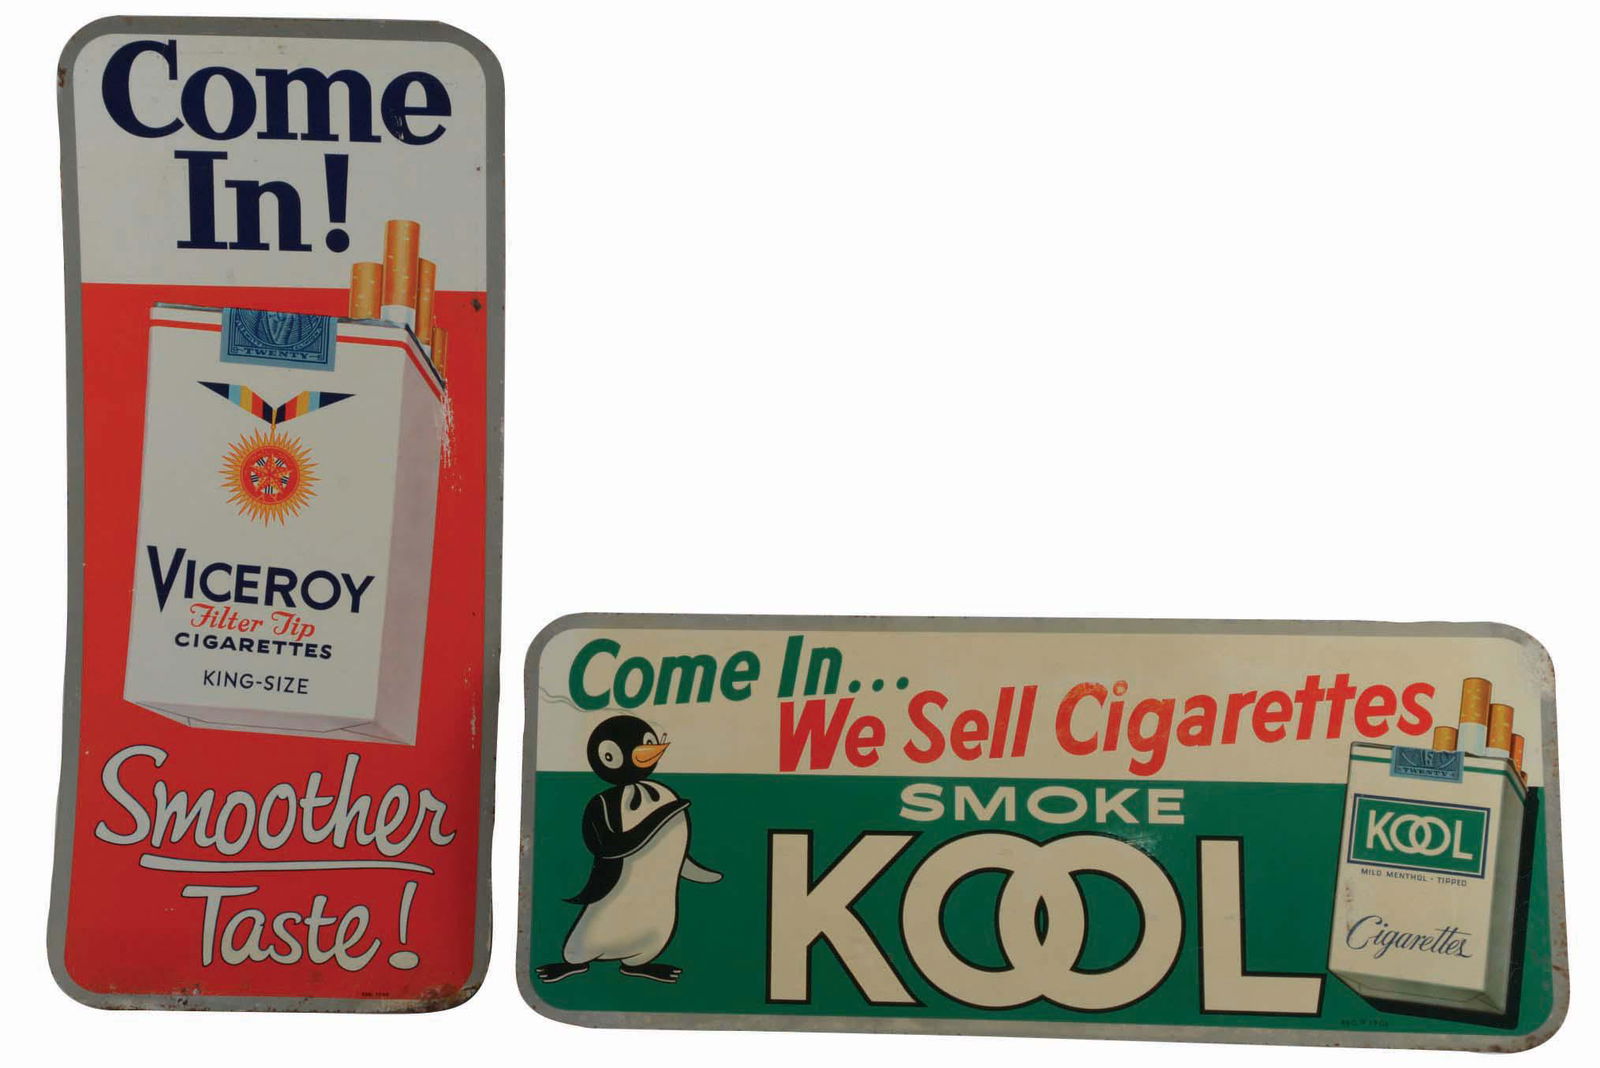 Come
In!
TWENTY
VICEROY
Filter Tip
CIGARETTES
KING-SIZE
Smoother
Taste!
Come In...
We Sell Cigarettes
SMOKE
KOOL
TWENTY
KOOL
MILD MENTHOL · TIPPED
Cigarettes